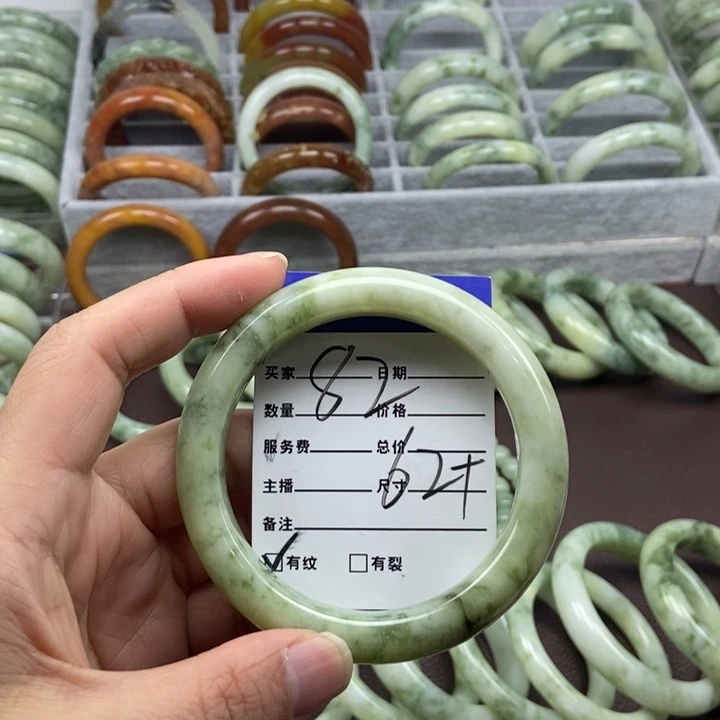 买家 82 日期
数量 价格
服务费 总价
主播 尺寸 62+
备注
有纹 有裂